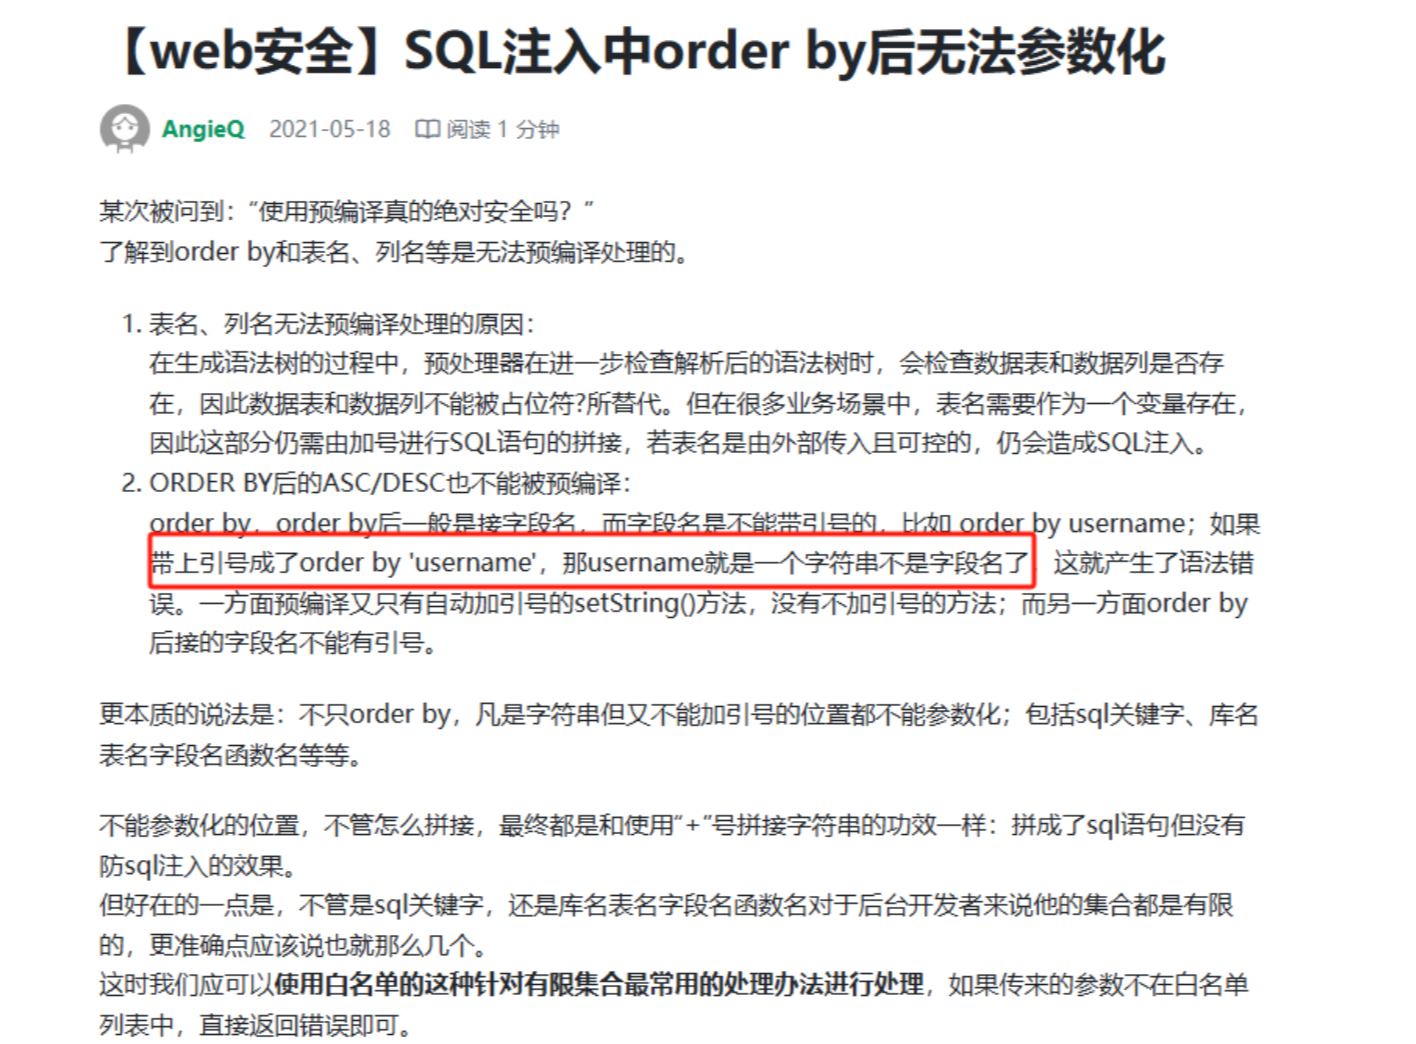 【web安全】SQL注入中order by后无法参数化
AngieQ 2021-05-18 阅读 1 分钟
某次被问到：“使用预编译真的绝对安全吗？”
了解到order by和表名、列名等是无法预编译处理的。
1. 表名、列名无法预编译处理的原因：
在生成语法树的过程中，预处理器在进一步检查解析后的语法树时，会检查数据表和数据列是否存
在，因此数据表和数据列不能被占位符?所替代。但在很多业务场景中，表名需要作为一个变量存在，
因此这部分仍需由加号进行SQL语句的拼接，若表名是由外部传入且可控的，仍会造成SQL注入。
2. ORDER BY后的ASC/DESC也不能被预编译：
order by，order by后一般是接字段名，而字段名是不能带引号的，比如 order by username；如果
带上引号成了order by 'username'，那username就是一个字符串不是字段名了，这就产生了语法错
误。一方面预编译又只有自动加引号的setString()方法，没有不加引号的方法；而另一方面order by
后接的字段名不能有引号。
更本质的说法是：不只order by，凡是字符串但又不能加引号的位置都不能参数化；包括sql关键字、库名
表名字段名函数名等等。
不能参数化的位置，不管怎么拼接，最终都是和使用“+”号拼接字符串的功效一样：拼成了sql语句但没有
防sql注入的效果。
但好在的一点是，不管是sql关键字，还是库名表名字段名函数名对于后台开发者来说他的集合都是有限
的，更准确点应该说也就那么几个。
这时我们应可以使用白名单的这种针对有限集合最常用的处理办法进行处理，如果传来的参数不在白名单
列表中，直接返回错误即可。